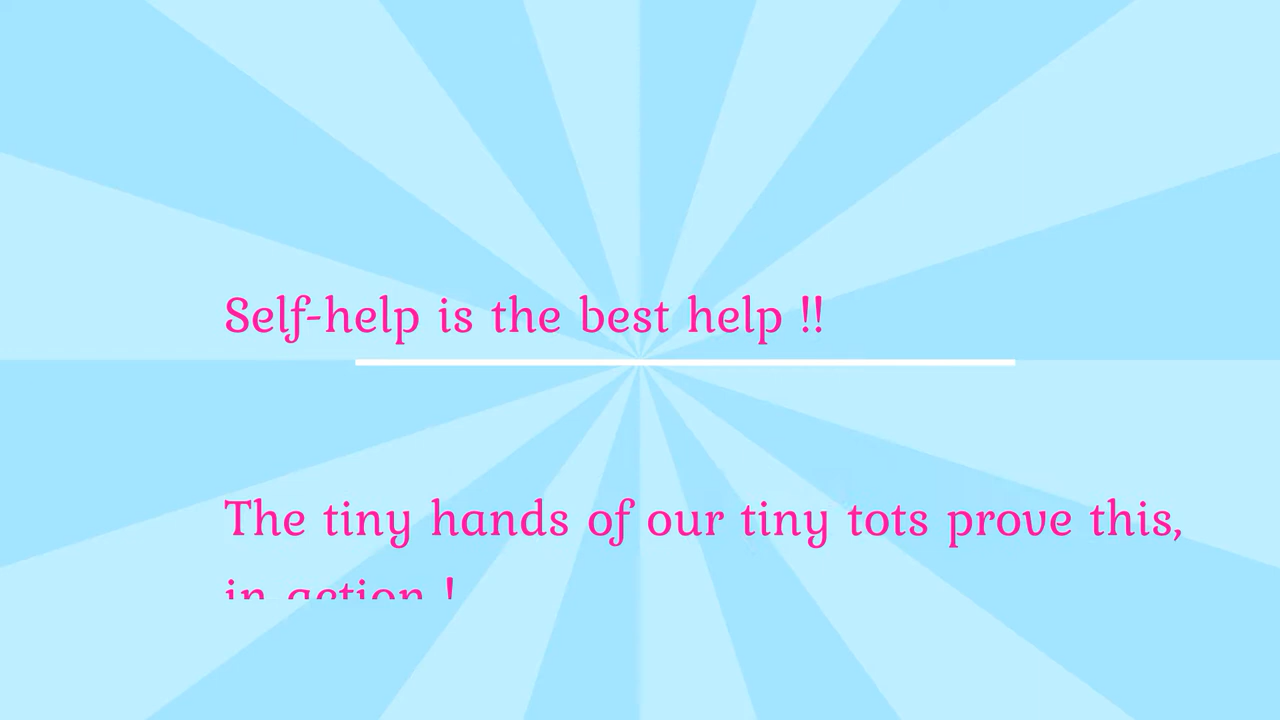 Self-help is the best help !!
The tiny hands of our tiny tots prove this,
in action !